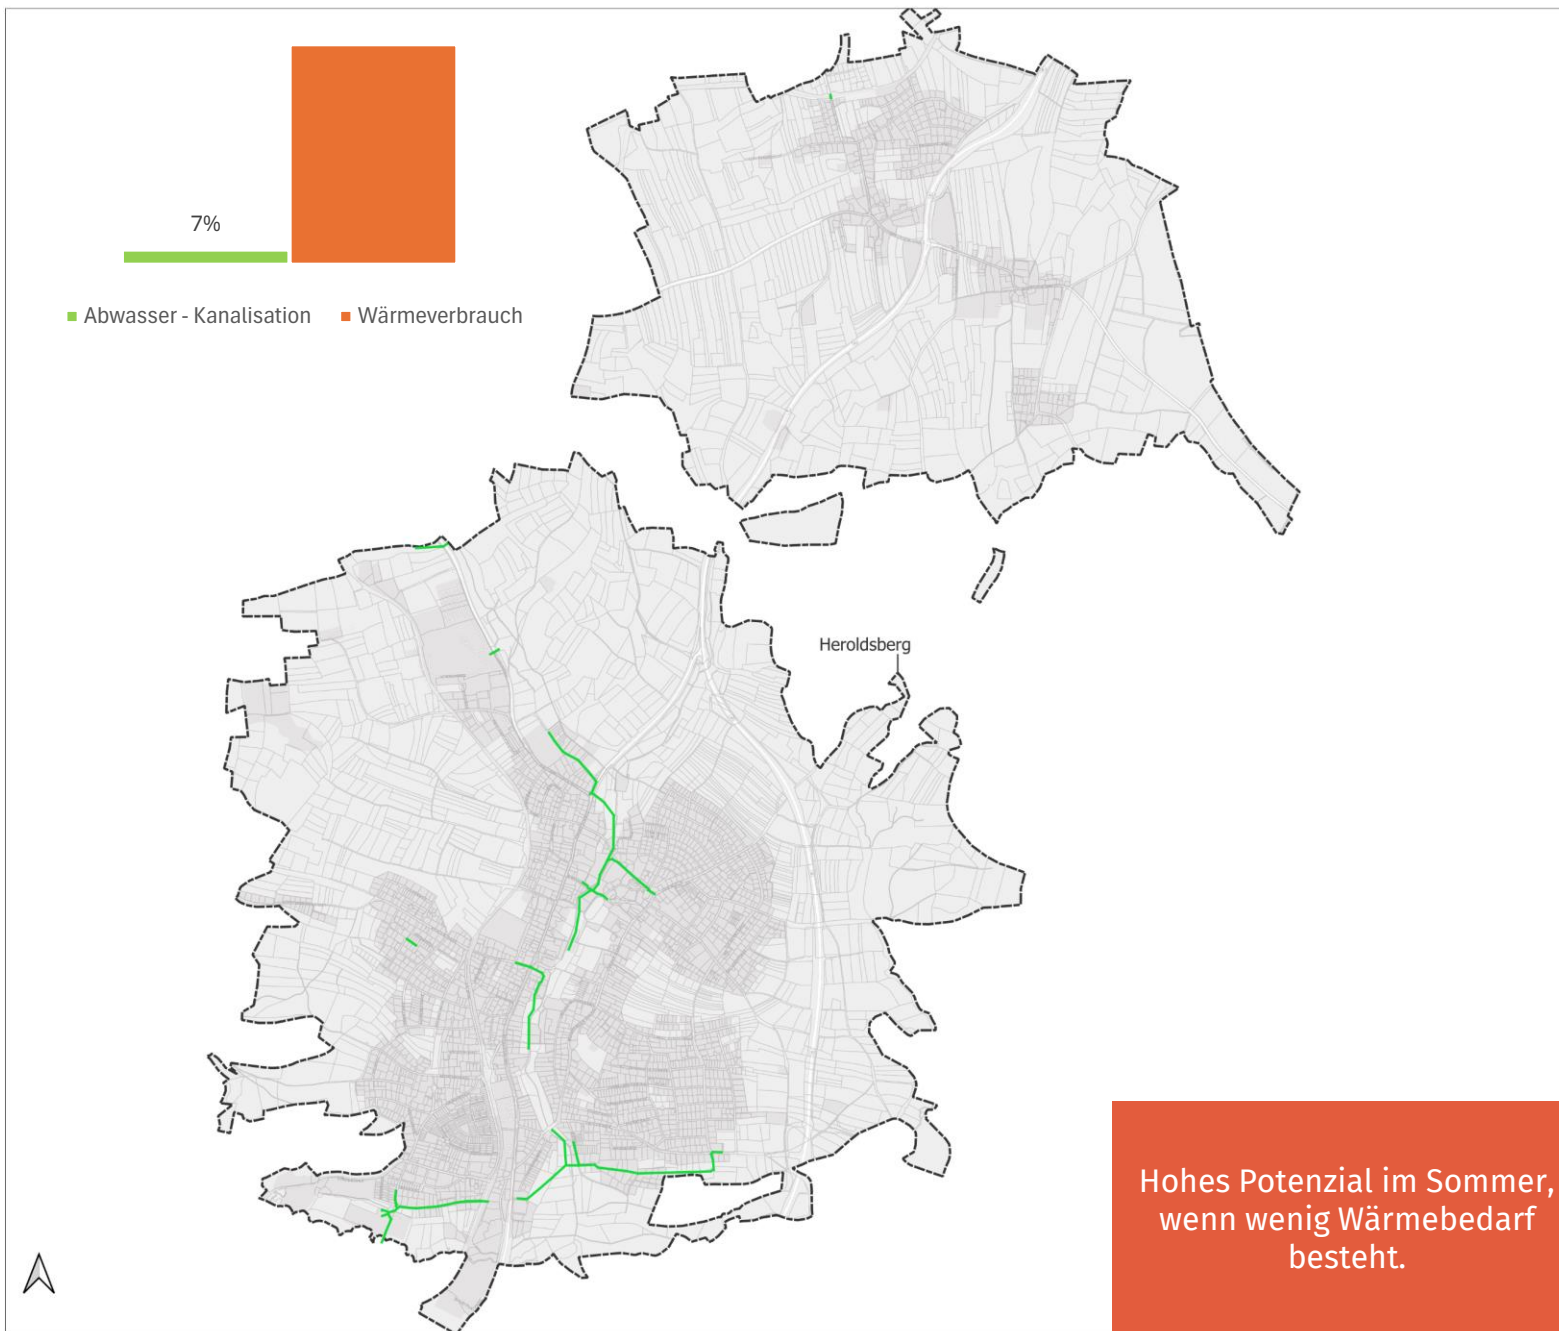 7%
Abwasser - Kanalisation
Wärmeverbrauch
Heroldsberg
Hohes Potenzial im Sommer,
wenn wenig Wärmebedarf
besteht.